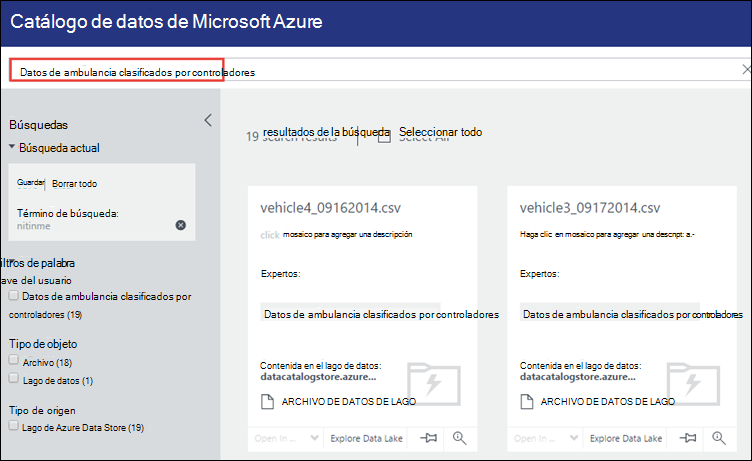 Catálogo de datos de Microsoft Azure
Datos de ambulancia clasificados por controladores
Búsquedas
Búsqueda actual
Guardar Borrar todo
Término de búsqueda:
nitinme
iltros de palabra
ave del usuario
Datos de ambulancia clasificados por
controladores (19)
Tipo de objeto
Archivo (18)
Lago de datos (1)
Tipo de origen
Lago de Azure Data Store (19)
19 resultados de la búsqueda Seleccionar todo
search results Select All
vehicle4_09162014.csv
click mosaico para agregar una descripción
Expertos:
Datos de ambulancia clasificados por controladores
Contenida en el lago de datos:
datacatalogstore.azure...
ARCHIVO DE DATOS DE LAGO
Open In ... Explore Data Lake
vehicle3_09172014.csv
Haga clic en mosaico para agregar una descnpt: a.-
Expertos:
Datos de ambulancia clasificados por controladores
Contenida en el lago de datos:
datacatalogstore.azure...
ARCHIVO DE DATOS DE LAGO
Open In ... Explore Data Lake